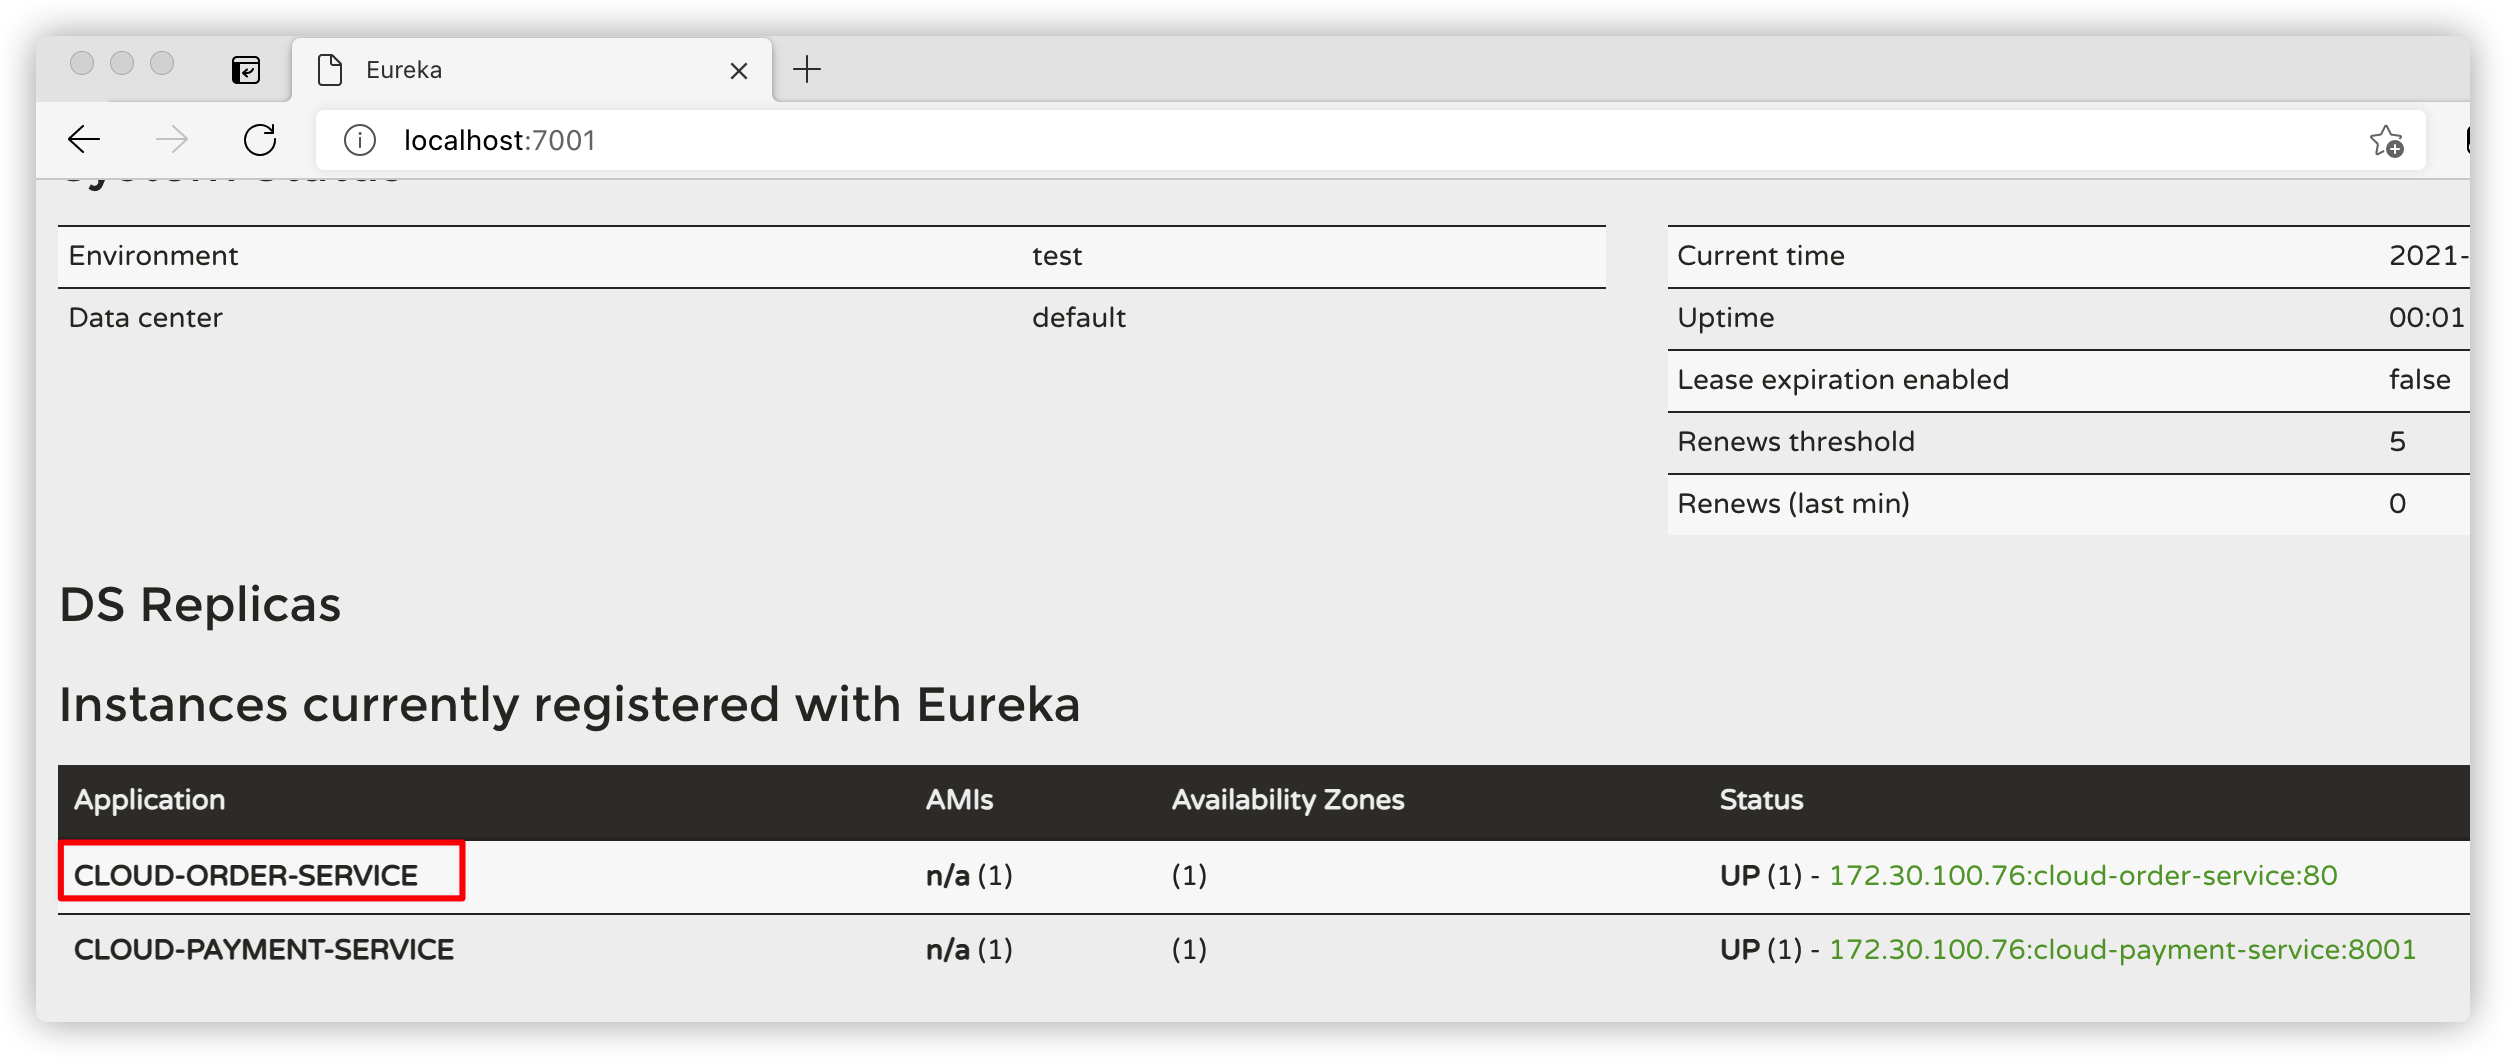 Eureka
localhost:7001
System Status
Environment test
Data center default
Current time 2021-
Uptime 00:01
Lease expiration enabled false
Renews threshold 5
Renews (last min) 0
DS Replicas
Instances currently registered with Eureka
Application AMIs Availability Zones Status
CLOUD-ORDER-SERVICE n/a (1) (1) UP (1) - 172.30.100.76:cloud-order-service:80
CLOUD-PAYMENT-SERVICE n/a (1) (1) UP (1) - 172.30.100.76:cloud-payment-service:8001